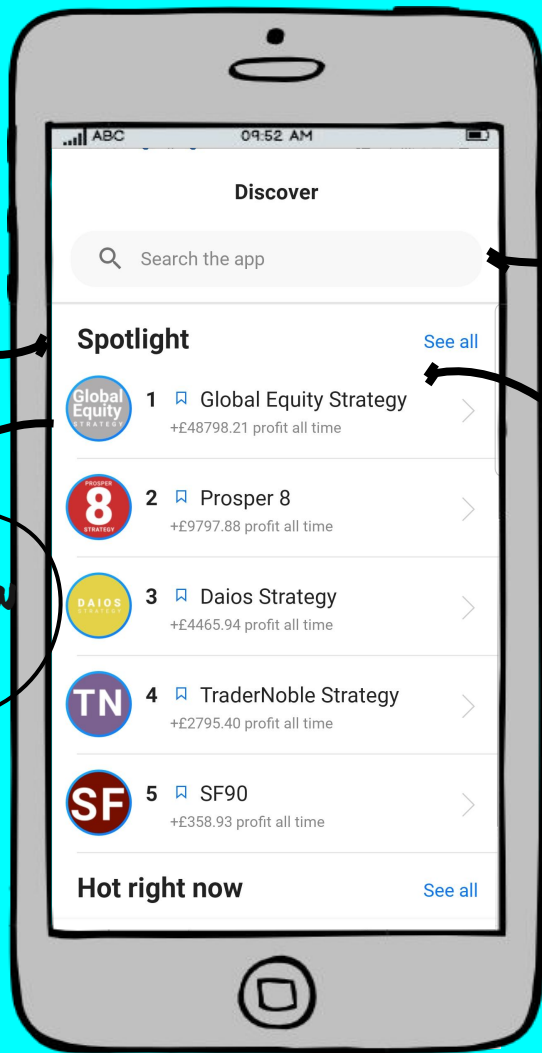 ABC 09:52 AM
Discover
Search the app
Spotlight See all
Global Equity STRATEGY
1 Global Equity Strategy
+£48798.21 profit all time
PROSPER 8 STRATEGY
2 Prosper 8
+£9797.88 profit all time
DAIOS STRATEGY
3 Daios Strategy
+£4465.94 profit all time
TN
4 TraderNoble Strategy
+£2795.40 profit all time
SF
5 SF90
+£358.93 profit all time
Hot right now See all